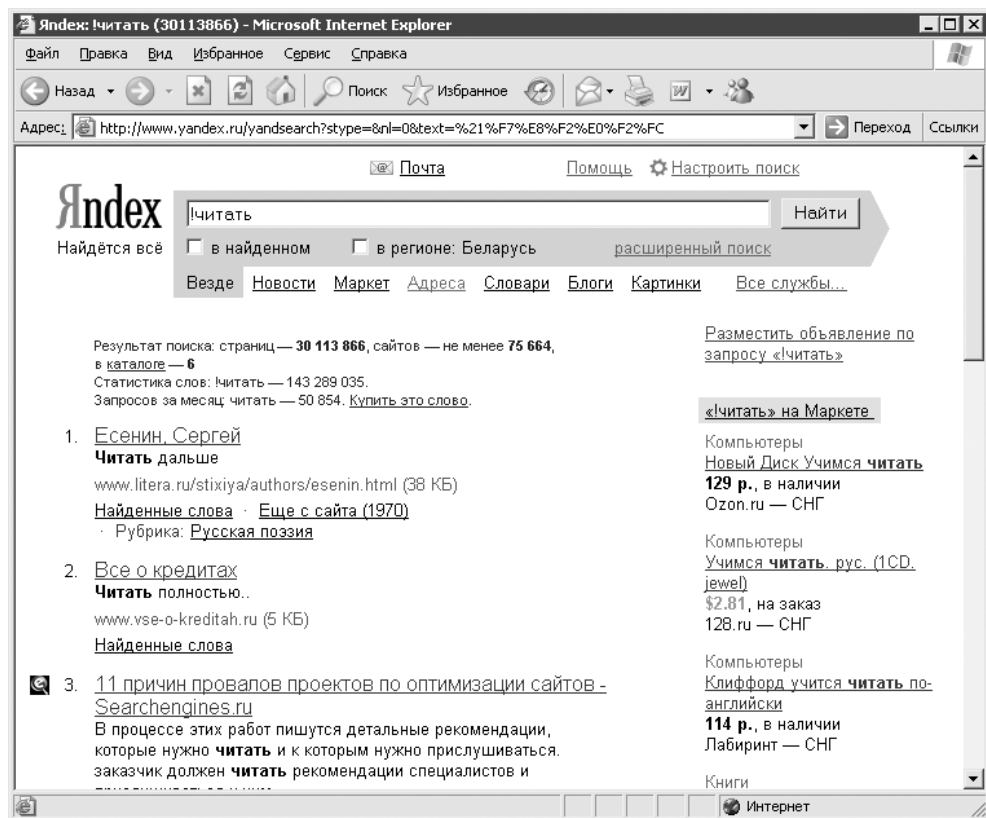 Яndex: !читать (30113866) - Microsoft Internet Explorer
Файл Правка Вид Избранное Сервис Справка
Назад Поиск Избранное
Адрес: http://www.yandex.ru/yandsearch?stype=&nl=0&text=%21%F7%E8%F2%E0%F2%FC Переход Ссылки
Почта Помощь Настроить поиск
Яndex
!читать Найти
Найдётся всё в найденном в регионе: Беларусь расширенный поиск
Везде Новости Маркет Адреса Словари Блоги Картинки Все службы...
Результат поиска: страниц — 30 113 866, сайтов — не менее 75 664,
в каталоге — 6
Статистика слов: !читать — 143 289 035.
Запросов за месяц: читать — 50 854. Купить это слово.
1. Есенин, Сергей
Читать дальше
www.litera.ru/stixiya/authors/esenin.html (38 КБ)
Найденные слова · Еще с сайта (1970)
· Рубрика: Русская поэзия
2. Все о кредитах
Читать полностью..
www.vse-o-kreditah.ru (5 КБ)
Найденные слова
3. 11 причин провалов проектов по оптимизации сайтов -
Searchengines.ru
В процессе этих работ пишутся детальные рекомендации,
которые нужно читать и к которым нужно прислушиваться.
заказчик должен читать рекомендации специалистов и
Разместить объявление по
запросу «!читать»
«!читать» на Маркете
Компьютеры
Новый Диск Учимся читать
129 р., в наличии
Ozon.ru — СНГ
Компьютеры
Учимся читать. рус. (1CD.
jewel)
$2.81, на заказ
128.ru — СНГ
Компьютеры
Клиффорд учится читать по-
английски
114 р., в наличии
Лабиринт — СНГ
Книги
Интернет